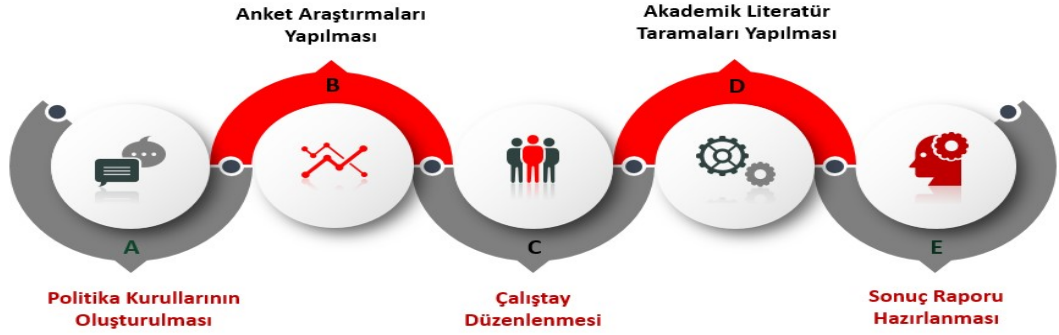 Anket Araştırmaları
Yapılması
Akademik Literatür
Taramaları Yapılması
B
D
A
C
E
Politika Kurullarının
Oluşturulması
Çalıştay
Düzenlenmesi
Sonuç Raporu
Hazırlanması